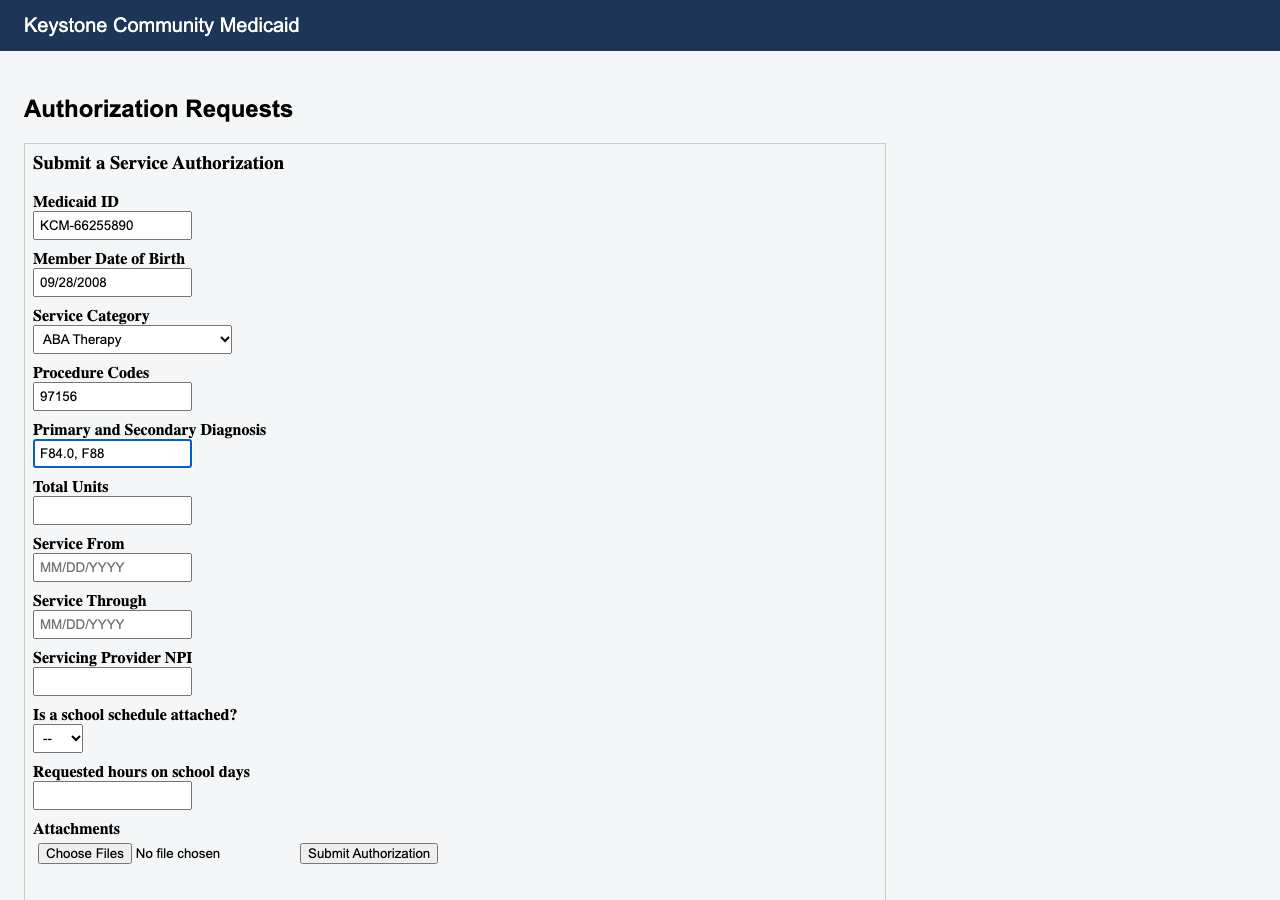 Keystone Community Medicaid
Authorization Requests
Submit a Service Authorization
Medicaid ID
KCM-66255890
Member Date of Birth
09/28/2008
Service Category
ABA Therapy
Procedure Codes
97156
Primary and Secondary Diagnosis
F84.0, F88
Total Units
Service From
MM/DD/YYYY
Service Through
MM/DD/YYYY
Servicing Provider NPI
Is a school schedule attached?
--
Requested hours on school days
Attachments
Choose Files No file chosen Submit Authorization